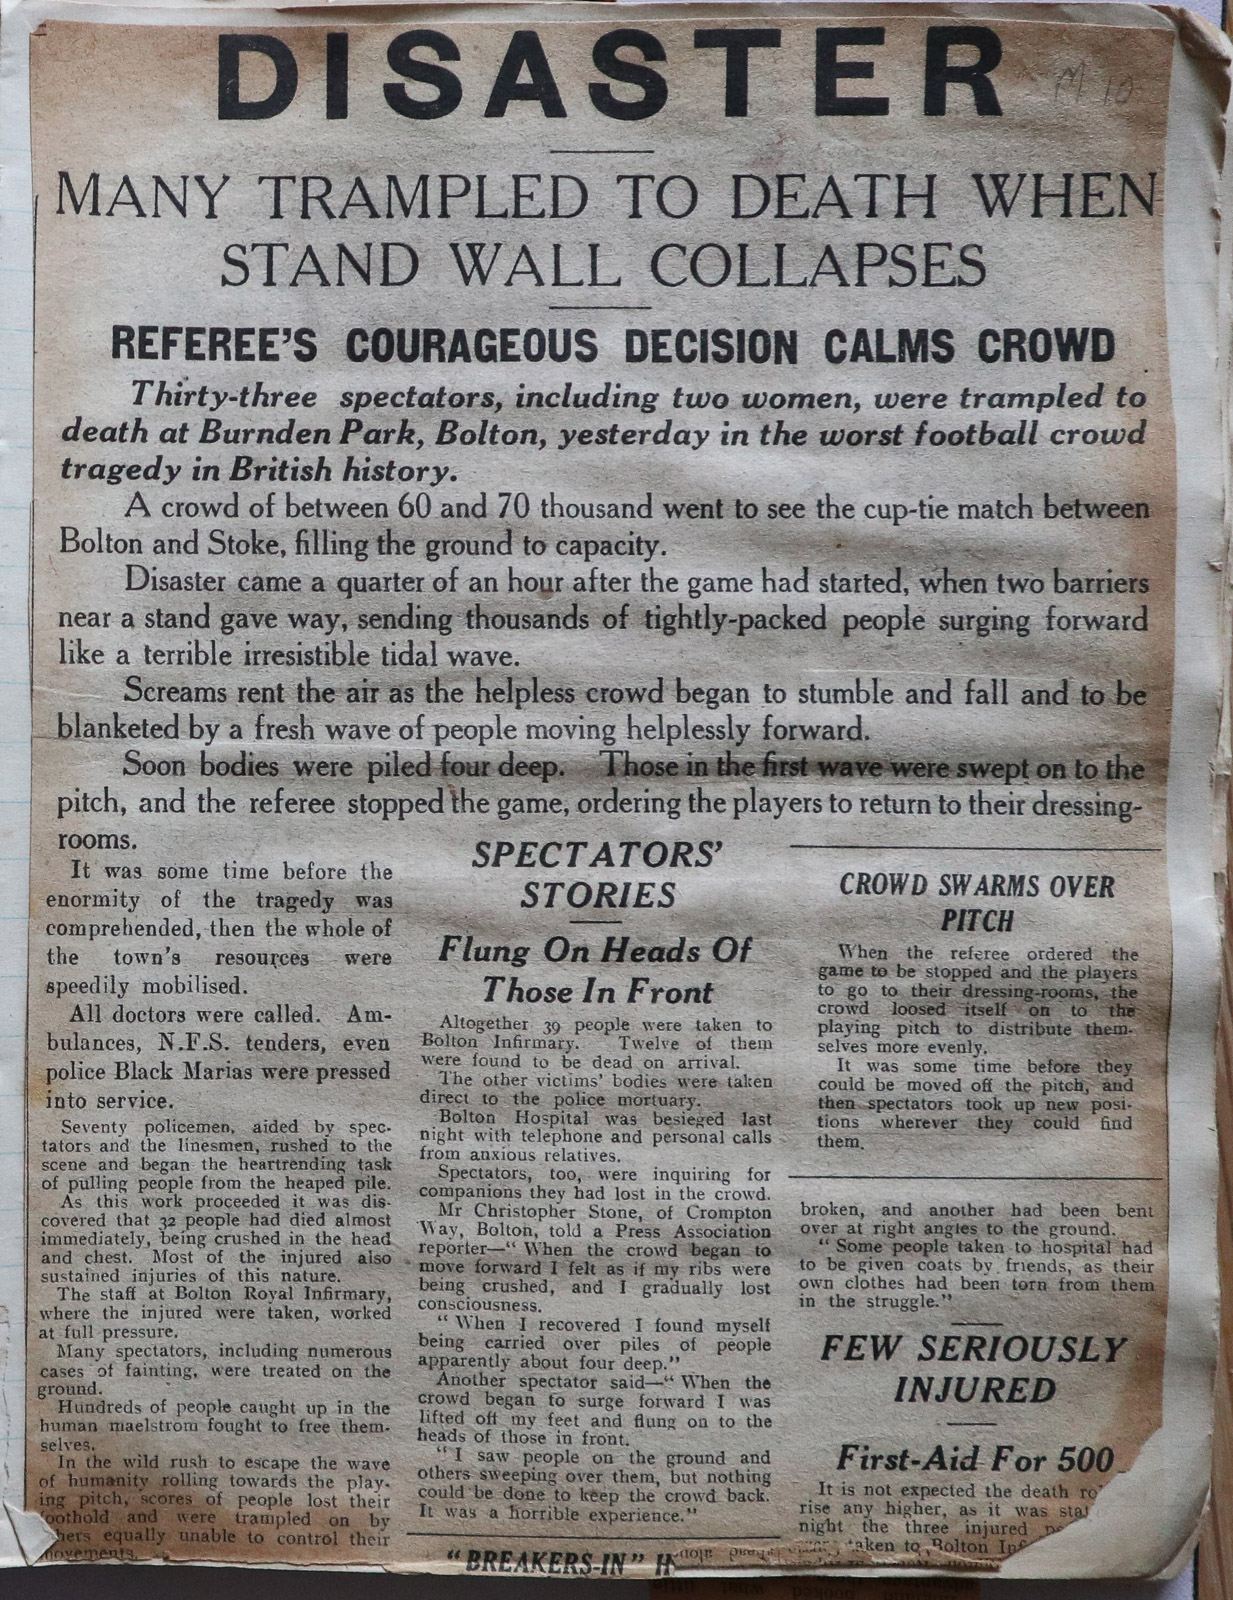 DISASTER
M 10
MANY TRAMPLED TO DEATH WHEN
STAND WALL COLLAPSES
REFEREE'S COURAGEOUS DECISION CALMS CROWD
Thirty-three spectators, including two women, were trampled to
death at Burnden Park, Bolton, yesterday in the worst football crowd
tragedy in British history.
A crowd of between 60 and 70 thousand went to see the cup-tie match between
Bolton and Stoke, filling the ground to capacity.
Disaster came a quarter of an hour after the game had started, when two barriers
near a stand gave way, sending thousands of tightly-packed people surging forward
like a terrible irresistible tidal wave.
Screams rent the air as the helpless crowd began to stumble and fall and to be
blanketed by a fresh wave of people moving helplessly forward.
Soon bodies were piled four deep. Those in the first wave were swept on to the
pitch, and the referee stopped the game, ordering the players to return to their dressing-
rooms.
It was some time before the
enormity of the tragedy was
comprehended, then the whole of
the town's resources were
speedily mobilised.
All doctors were called. Am-
bulances, N.F.S. tenders, even
police Black Marias were pressed
into service.
Seventy policemen, aided by spec-
tators and the linesmen, rushed to the
scene and began the heartrending task
of pulling people from the heaped pile.
As this work proceeded it was dis-
covered that 32 people had died almost
immediately, being crushed in the head
and chest. Most of the injured also
sustained injuries of this nature.
The staff at Bolton Royal Infirmary,
where the injured were taken, worked
at full pressure.
Many spectators, including numerous
cases of fainting, were treated on the
ground.
Hundreds of people caught up in the
human maelstrom fought to free them-
selves.
In the wild rush to escape the wave
of humanity rolling towards the play-
ing pitch, scores of people lost their
foothold and were trampled on by
hers equally unable to control their
movements.
SPECTATORS'
STORIES
Flung On Heads Of
Those In Front
Altogether 39 people were taken to
Bolton Infirmary. Twelve of them
were found to be dead on arrival.
The other victims' bodies were taken
direct to the police mortuary.
Bolton Hospital was besieged last
night with telephone and personal calls
from anxious relatives.
Spectators, too, were inquiring for
companions they had lost in the crowd.
Mr Christopher Stone, of Crompton
Way, Bolton, told a Press Association
reporter—" When the crowd began to
move forward I felt as if my ribs were
being crushed, and I gradually lost
consciousness.
" When I recovered I found myself
being carried over piles of people
apparently about four deep."
Another spectator said—" When the
crowd began to surge forward I was
lifted off my feet and flung on to the
heads of those in front.
" I saw people on the ground and
others sweeping over them, but nothing
could be done to keep the crowd back.
It was a horrible experience."
"BREAKERS-IN"
CROWD SWARMS OVER
PITCH
When the referee ordered the
game to be stopped and the players
to go to their dressing-rooms, the
crowd loosed itself on to the
playing pitch to distribute them-
selves more evenly.
It was some time before they
could be moved off the pitch, and
then spectators took up new posi-
tions wherever they could find
them.
broken, and another had been bent
over at right angles to the ground.
" Some people taken to hospital had
to be given coats by friends, as their
own clothes had been torn from them
in the struggle."
FEW SERIOUSLY
INJURED
First-Aid For 500
It is not expected the death
rise any higher, as it was
night the three injured
taken to Bolton